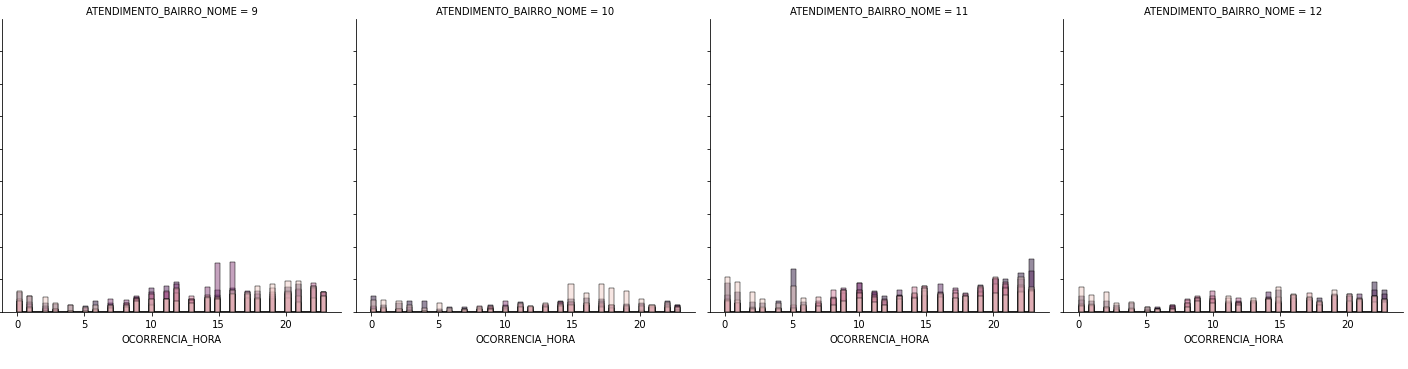 ATENDIMENTO_BAIRRO_NOME = 9
ATENDIMENTO_BAIRRO_NOME = 10
ATENDIMENTO_BAIRRO_NOME = 11
ATENDIMENTO_BAIRRO_NOME = 12
0 5 10 15 20
0 5 10 15 20
0 5 10 15 20
0 5 10 15 20
OCORRENCIA_HORA
OCORRENCIA_HORA
OCORRENCIA_HORA
OCORRENCIA_HORA